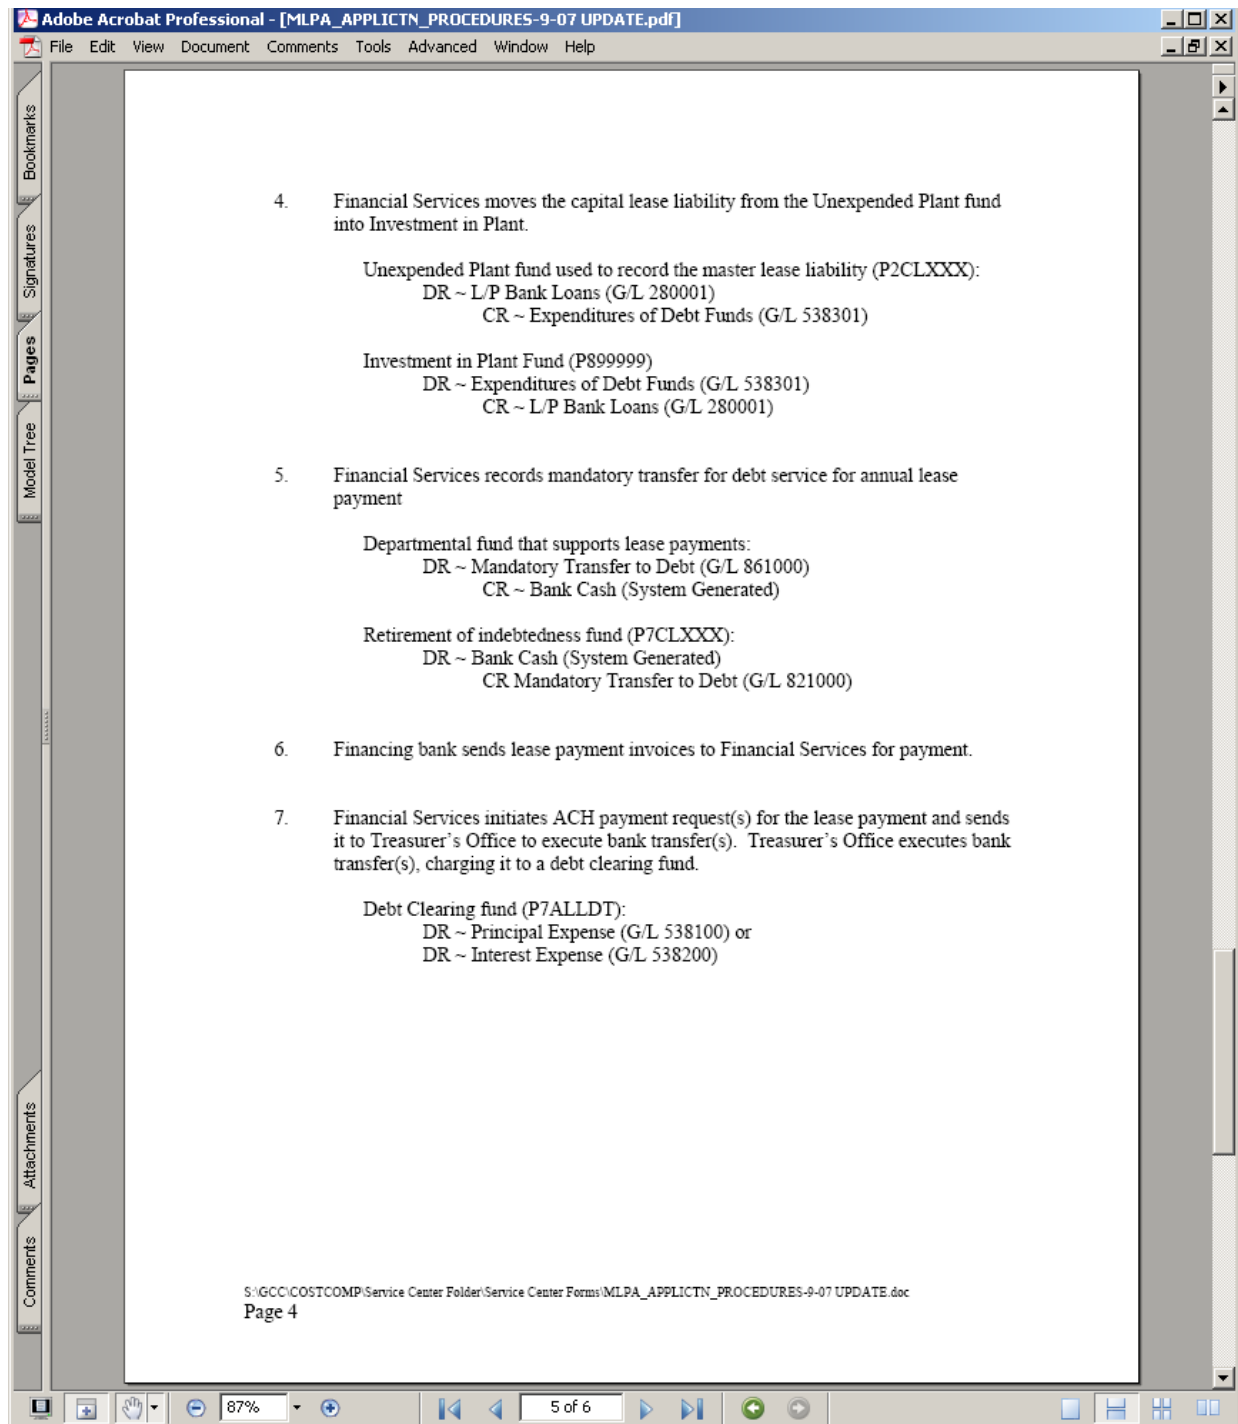 Adobe Acrobat Professional - [MLPA_APPLICTN_PROCEDURES-9-07 UPDATE.pdf]
File Edit View Document Comments Tools Advanced Window Help
Bookmarks
Signatures
Pages
Model Tree
Attachments
Comments
4. Financial Services moves the capital lease liability from the Unexpended Plant fund
into Investment in Plant.
Unexpended Plant fund used to record the master lease liability (P2CLXXX):
DR ~ L/P Bank Loans (G/L 280001)
CR ~ Expenditures of Debt Funds (G/L 538301)
Investment in Plant Fund (P899999)
DR ~ Expenditures of Debt Funds (G/L 538301)
CR ~ L/P Bank Loans (G/L 280001)
5. Financial Services records mandatory transfer for debt service for annual lease
payment
Departmental fund that supports lease payments:
DR ~ Mandatory Transfer to Debt (G/L 861000)
CR ~ Bank Cash (System Generated)
Retirement of indebtedness fund (P7CLXXX):
DR ~ Bank Cash (System Generated)
CR Mandatory Transfer to Debt (G/L 821000)
6. Financing bank sends lease payment invoices to Financial Services for payment.
7. Financial Services initiates ACH payment request(s) for the lease payment and sends
it to Treasurer's Office to execute bank transfer(s). Treasurer's Office executes bank
transfer(s), charging it to a debt clearing fund.
Debt Clearing fund (P7ALLDT):
DR ~ Principal Expense (G/L 538100) or
DR ~ Interest Expense (G/L 538200)
S:\GCC\COSTCOMP\Service Center Folder\Service Center Forms\MLPA_APPLICTN_PROCEDURES-9-07 UPDATE.doc
Page 4
87%
5 of 6